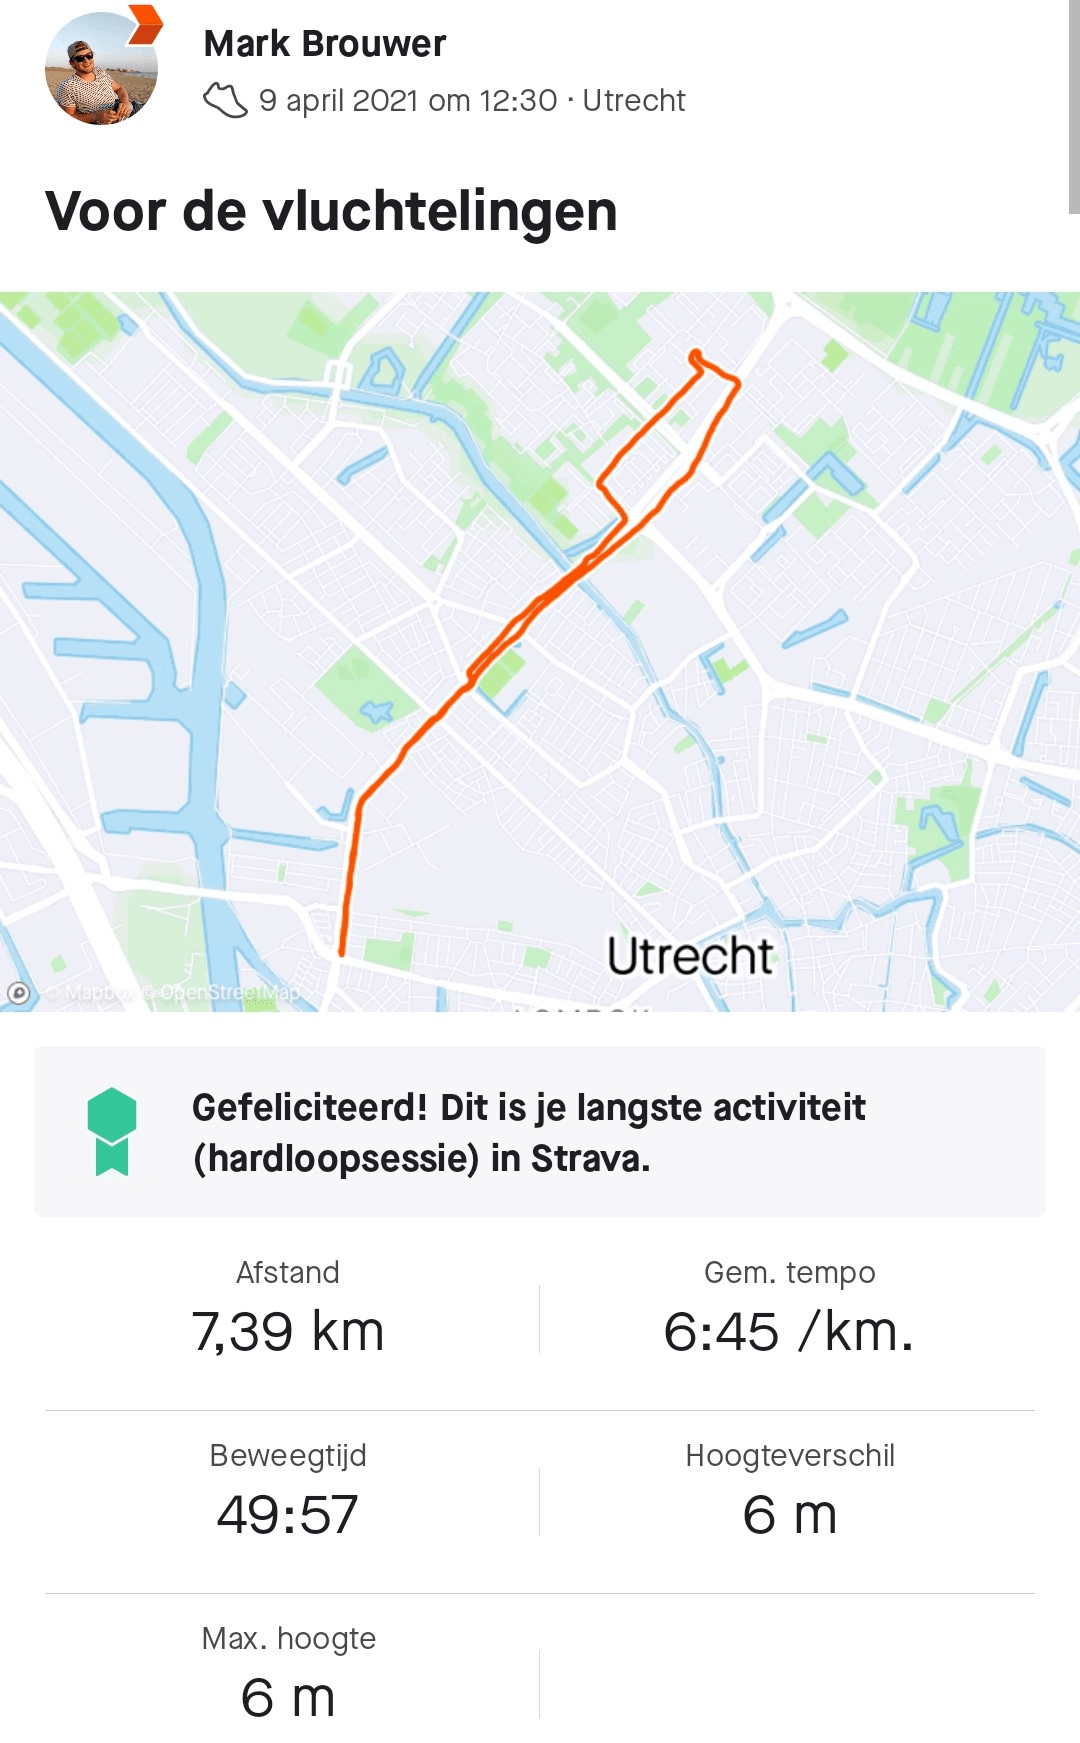 Mark Brouwer
9 april 2021 om 12:30 · Utrecht
Voor de vluchtelingen
Utrecht
© Mapbox © OpenStreetMap
Gefeliciteerd! Dit is je langste activiteit
(hardloopsessie) in Strava.
Afstand
7,39 km
Gem. tempo
6:45 /km.
Beweegtijd
49:57
Hoogteverschil
6 m
Max. hoogte
6 m